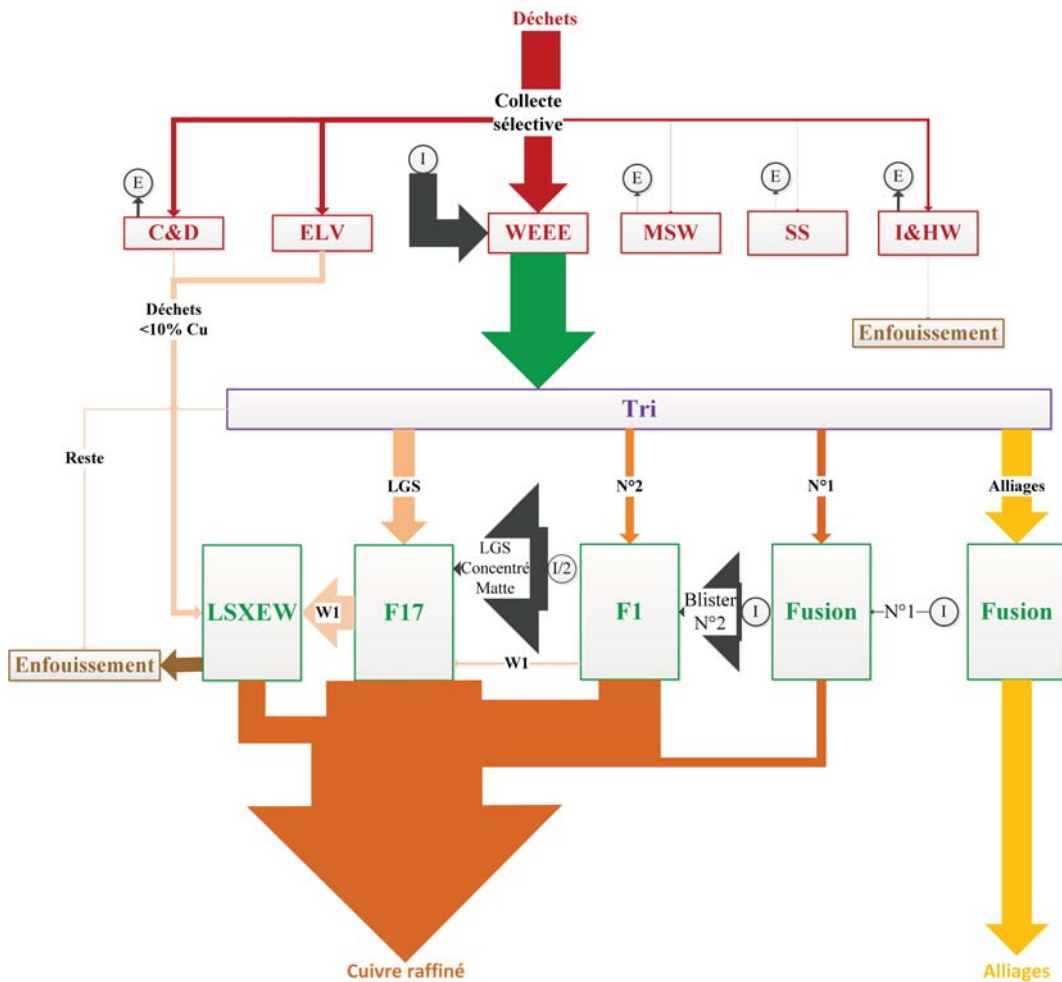 Déchets
Collecte
sélective
I
E
E
E
E
C&D
ELV
WEEE
MSW
SS
I&HW
Déchets
<10% Cu
Enfouissement
Tri
Reste
LGS
N°2
N°1
Alliages
LGS
Concentré
Matte
I/2
Blister
N°2
I
N°1
I
LSXEW
W1
F17
F1
Fusion
Fusion
W1
Enfouissement
Cuivre raffiné
Alliages